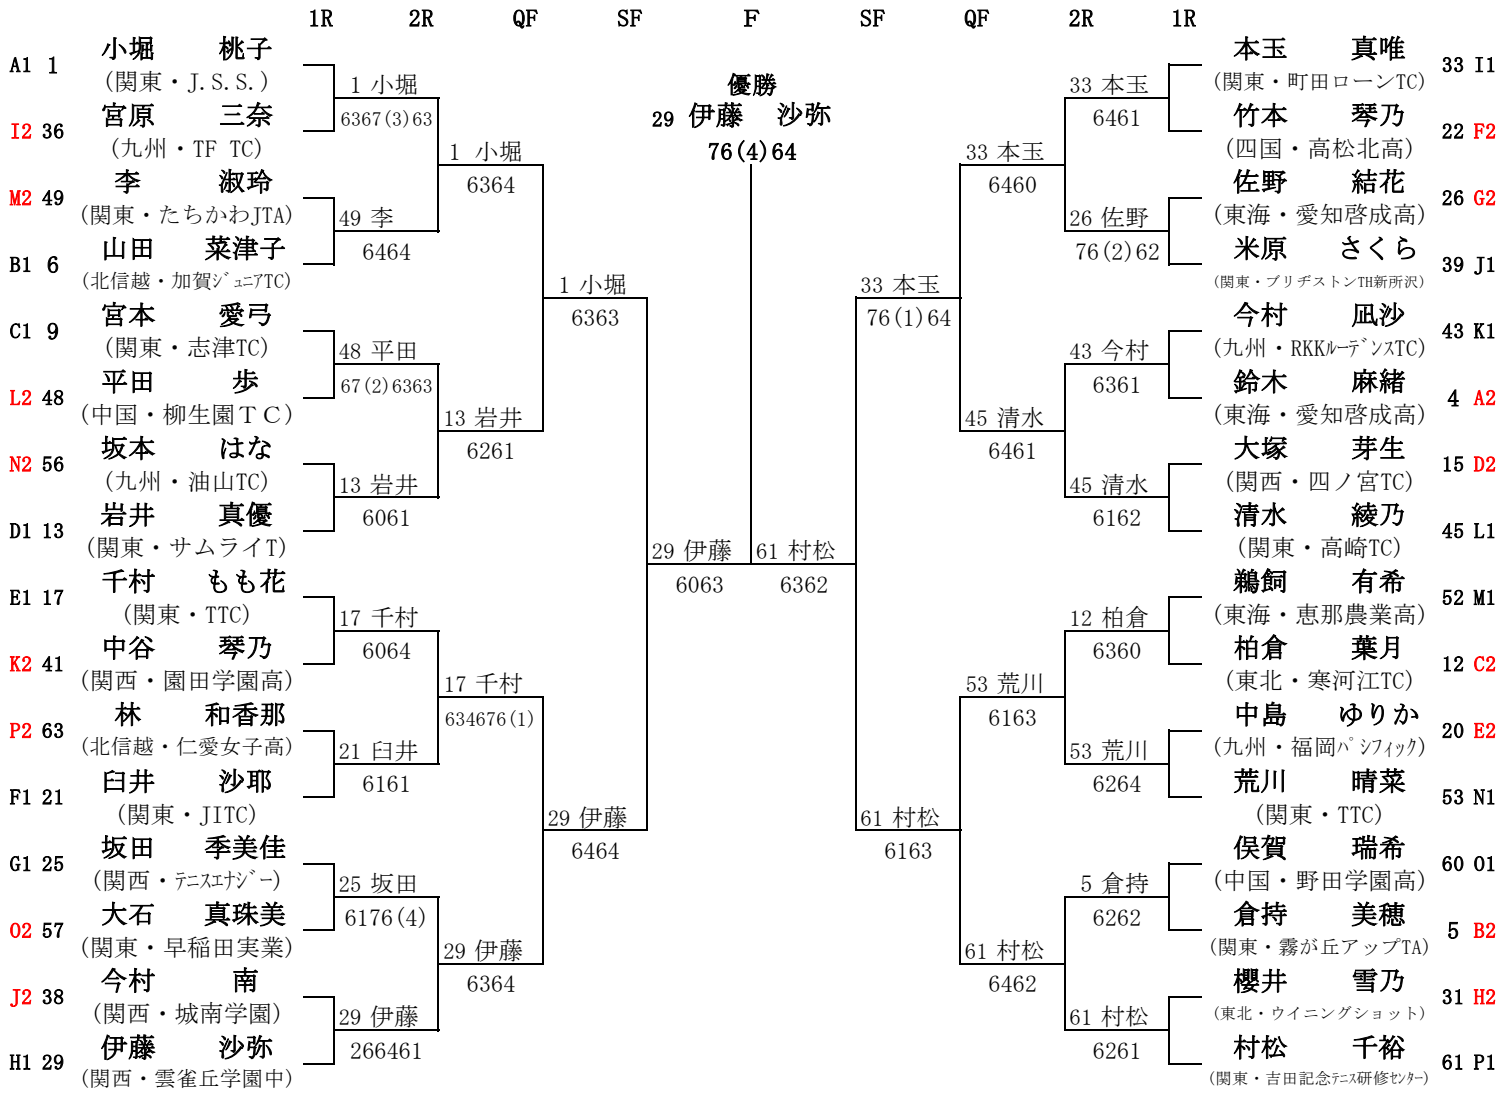 1R 2R QF SF F SF QF 2R 1R
優勝
29 伊藤 沙弥
76(4)64
A1 1 小堀 桃子
(関東・J.S.S.)
I2 36 宮原 三奈
(九州・TF TC)
M2 49 李 淑玲
(関東・たちかわJTA)
B1 6 山田 菜津子
(北信越・加賀ｼﾞｭﾆｱTC)
C1 9 宮本 愛弓
(関東・志津TC)
L2 48 平田 歩
(中国・柳生園ＴＣ)
N2 56 坂本 はな
(九州・油山TC)
D1 13 岩井 真優
(関東・サムライT)
E1 17 千村 もも花
(関東・TTC)
K2 41 中谷 琴乃
(関西・園田学園高)
P2 63 林 和香那
(北信越・仁愛女子高)
F1 21 臼井 沙耶
(関東・JITC)
G1 25 坂田 季美佳
(関西・ﾃﾆｽｴﾅｼﾞｰ)
O2 57 大石 真珠美
(関東・早稲田実業)
J2 38 今村 南
(関西・城南学園)
H1 29 伊藤 沙弥
(関西・雲雀丘学園中)
1 小堀
6367(3)63
49 李
6464
48 平田
67(2)6363
13 岩井
6061
17 千村
6064
21 臼井
6161
25 坂田
6176(4)
29 伊藤
266461
1 小堀
6364
13 岩井
6261
17 千村
634676(1)
29 伊藤
6364
1 小堀
6363
29 伊藤
6464
29 伊藤
6063
61 村松
6362
33 本玉
76(1)64
61 村松
6163
33 本玉
6460
45 清水
6461
53 荒川
6163
61 村松
6462
33 本玉
6461
26 佐野
76(2)62
43 今村
6361
45 清水
6162
12 柏倉
6360
53 荒川
6264
5 倉持
6262
61 村松
6261
本玉 真唯 33 I1
(関東・町田ローンTC)
竹本 琴乃 22 F2
(四国・高松北高)
佐野 結花 26 G2
(東海・愛知啓成高)
米原 さくら 39 J1
(関東・ブリヂストンTH新所沢)
今村 凪沙 43 K1
(九州・RKKﾙｰﾃﾞﾝｽTC)
鈴木 麻緒 4 A2
(東海・愛知啓成高)
大塚 芽生 15 D2
(関西・四ノ宮TC)
清水 綾乃 45 L1
(関東・高崎TC)
鵜飼 有希 52 M1
(東海・恵那農業高)
柏倉 葉月 12 C2
(東北・寒河江TC)
中島 ゆりか 20 E2
(九州・福岡ﾊﾟｼﾌｨｯｸ)
荒川 晴菜 53 N1
(関東・TTC)
俣賀 瑞希 60 O1
(中国・野田学園高)
倉持 美穂 5 B2
(関東・霧が丘アップTA)
櫻井 雪乃 31 H2
(東北・ウイニングショット)
村松 千裕 61 P1
(関東・吉田記念ﾃﾆｽ研修ｾﾝﾀｰ)